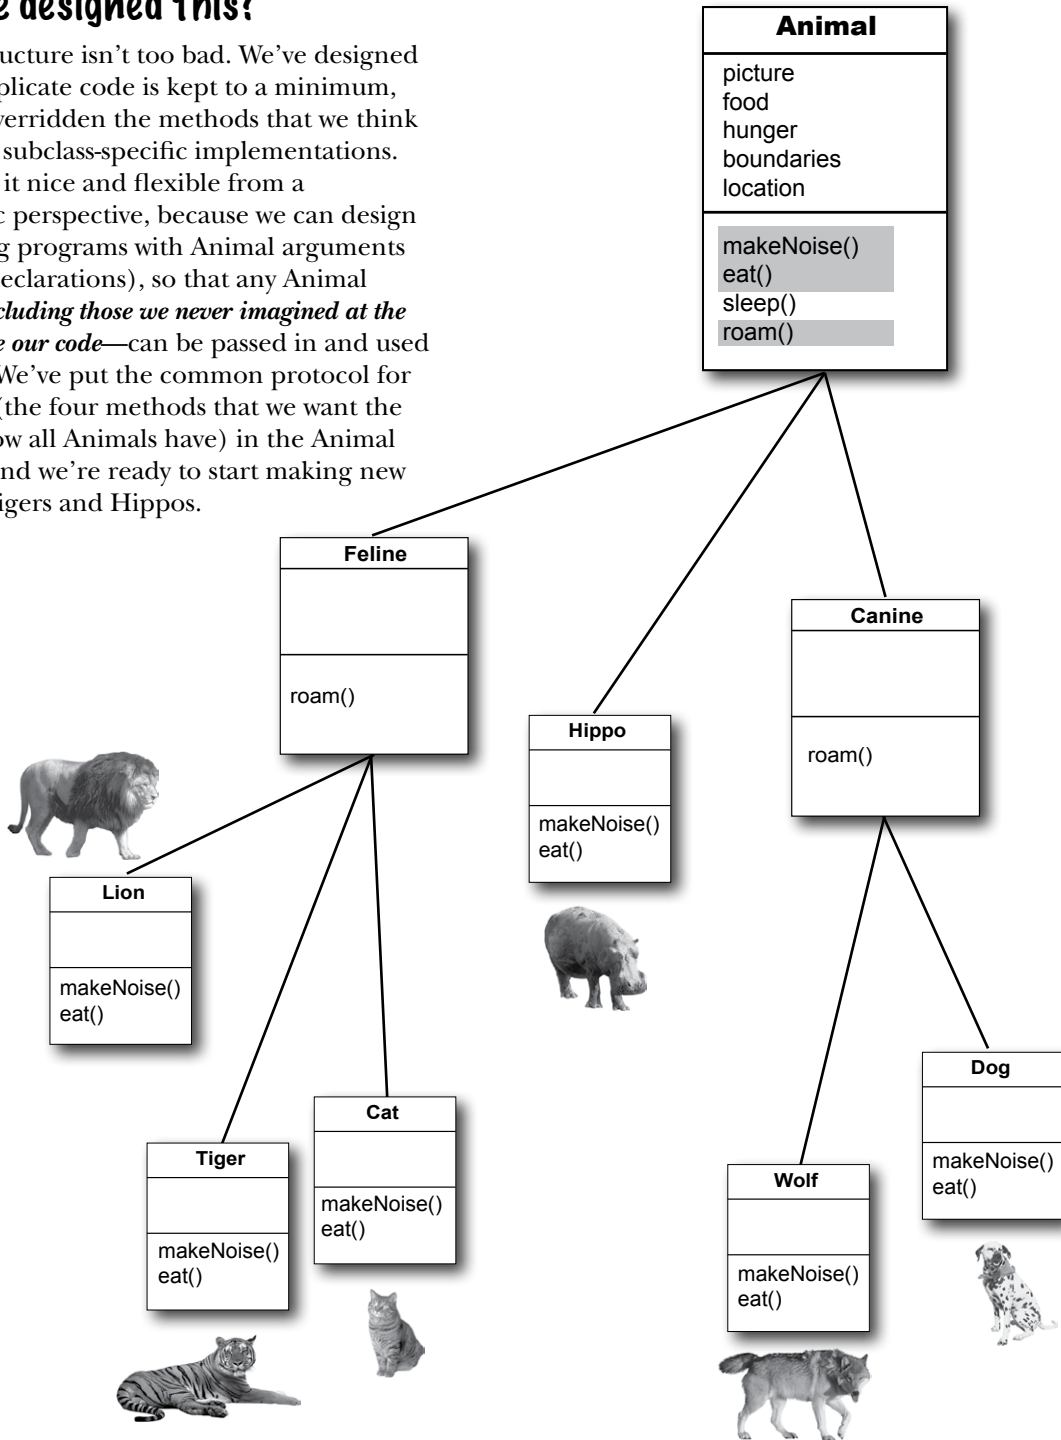 e designed this?
ucture isn't too bad. We've designed
plicate code is kept to a minimum,
verridden the methods that we think
subclass-specific implementations.
it nice and flexible from a
c perspective, because we can design
g programs with Animal arguments
eclarations), so that any Animal
cluding those we never imagined at the
e our code—can be passed in and used
We've put the common protocol for
(the four methods that we want the
ow all Animals have) in the Animal
nd we're ready to start making new
igers and Hippos.
Animal
picture
food
hunger
boundaries
location
makeNoise()
eat()
sleep()
roam()
Feline
roam()
Canine
roam()
Hippo
makeNoise()
eat()
Lion
makeNoise()
eat()
Tiger
makeNoise()
eat()
Cat
makeNoise()
eat()
Wolf
makeNoise()
eat()
Dog
makeNoise()
eat()